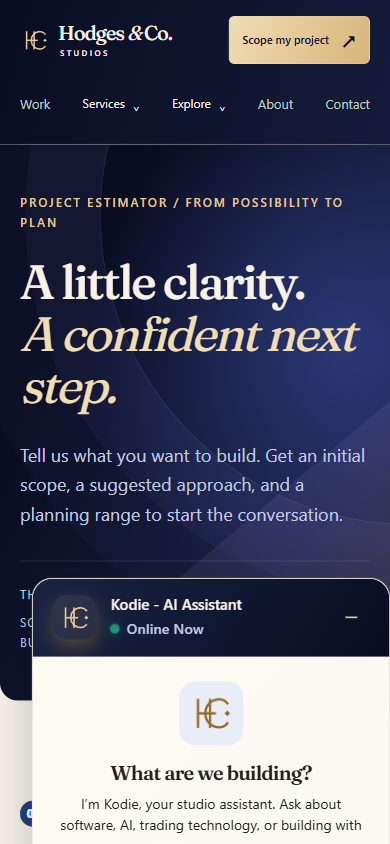 Hodges & Co.
STUDIOS
Scope my project ↗
Work Services Explore About Contact
PROJECT ESTIMATOR / FROM POSSIBILITY TO
PLAN
A little clarity.
A confident next
step.
Tell us what you want to build. Get an initial
scope, a suggested approach, and a
planning range to start the conversation.
Kodie - AI Assistant
Online Now
What are we building?
I'm Kodie, your studio assistant. Ask about
software, AI, trading technology, or building with